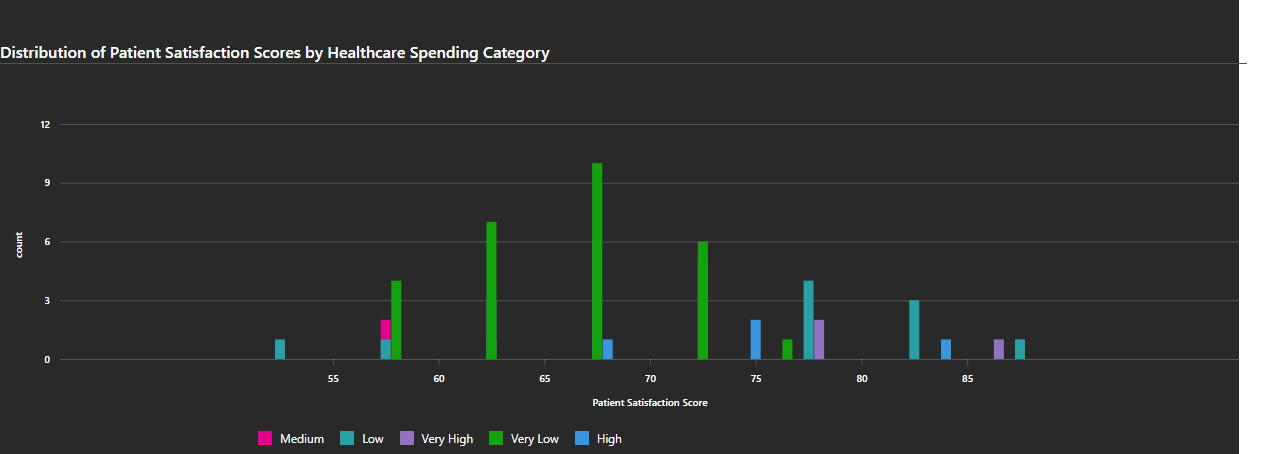 Distribution of Patient Satisfaction Scores by Healthcare Spending Category
12
9
6
3
0
count
55 60 65 70 75 80 85
Patient Satisfaction Score
Medium Low Very High Very Low High